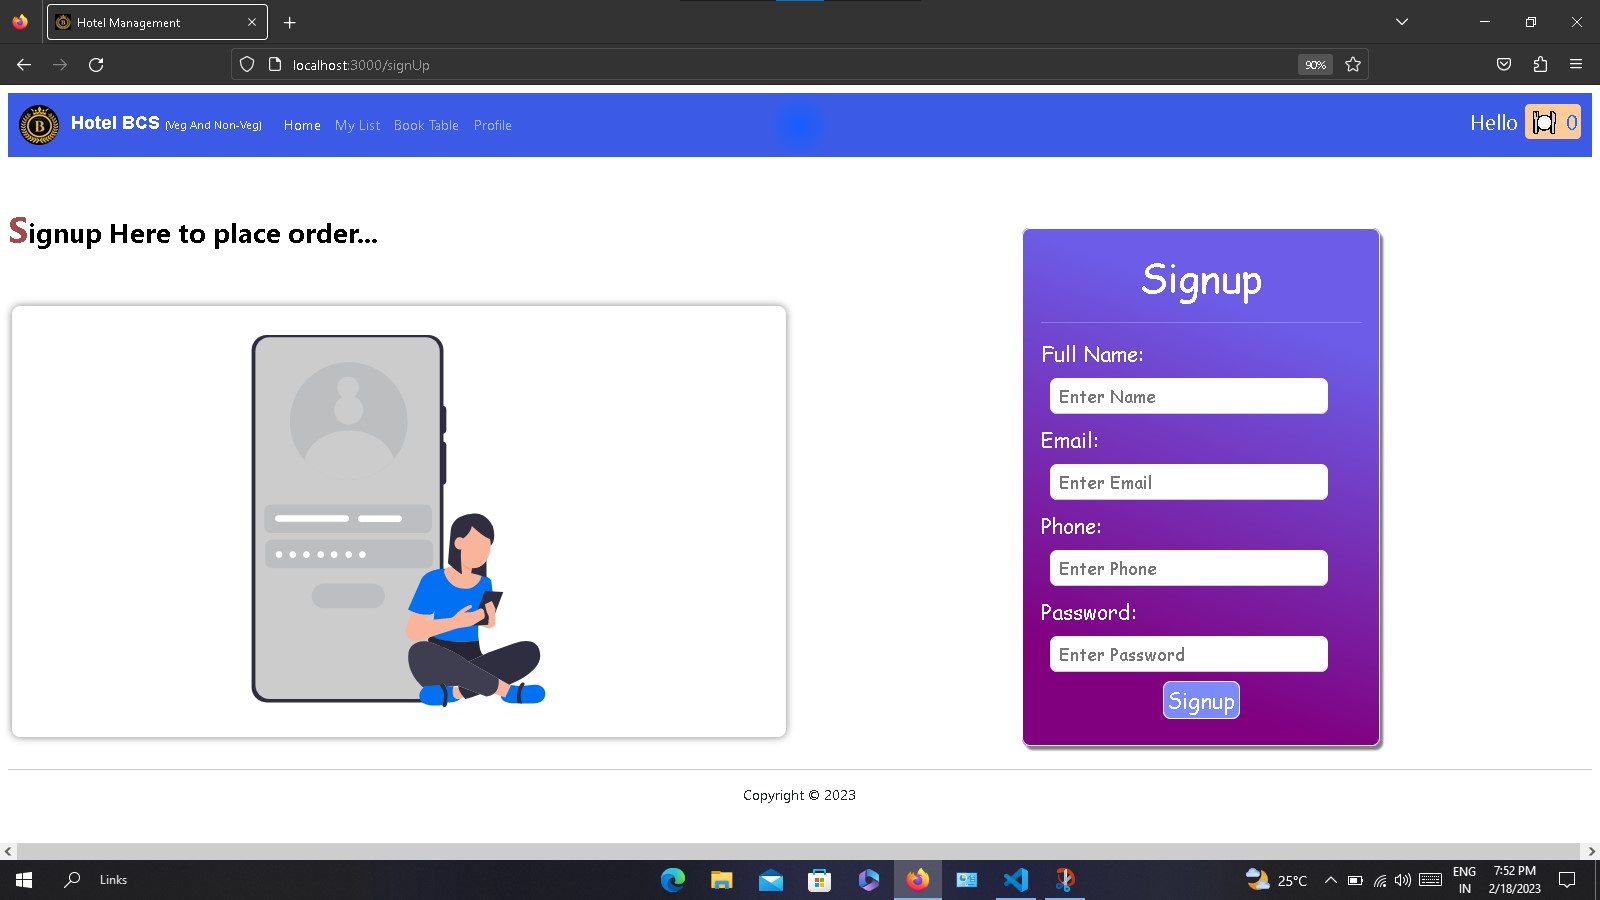 Hotel Management
localhost:3000/signUp
90%
B
Hotel BCS (Veg And Non-Veg) Home My List Book Table Profile
Hello 0
Signup Here to place order...
Signup
Full Name:
Enter Name
Email:
Enter Email
Phone:
Enter Phone
Password:
Enter Password
Signup
Copyright © 2023
Links
25°C
ENG
IN
7:52 PM
2/18/2023